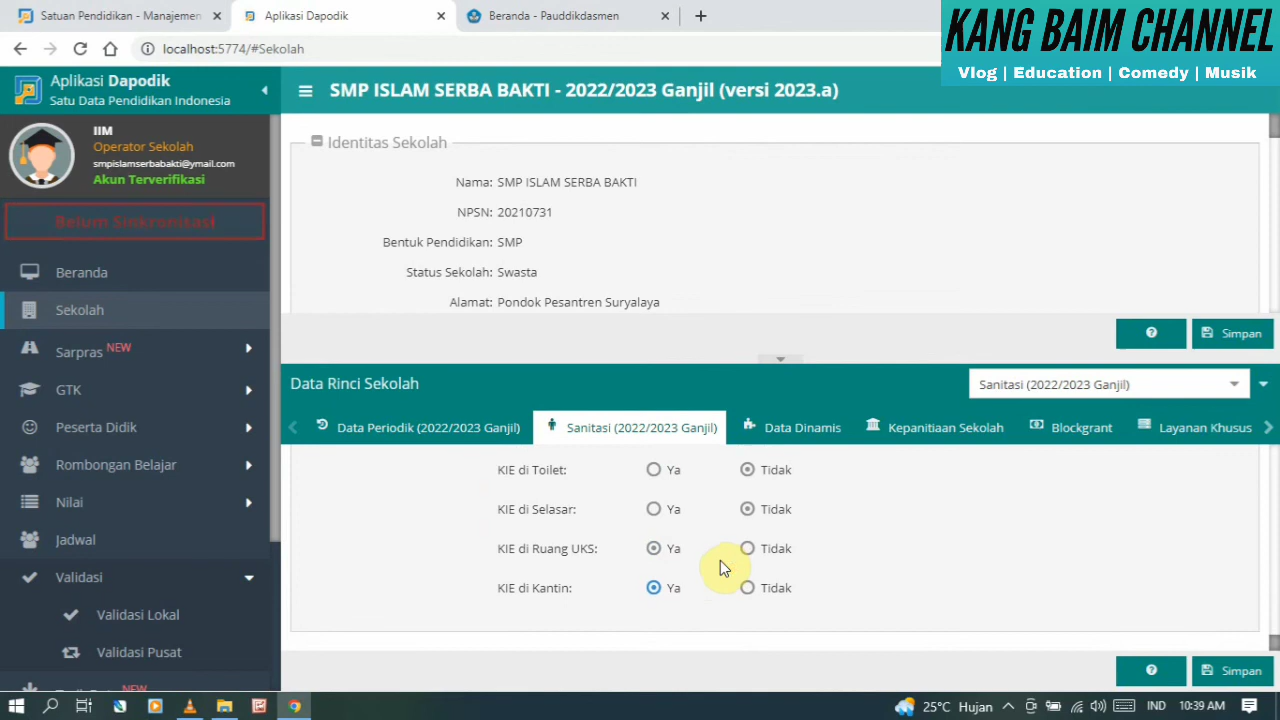 Satuan Pendidikan - Manajemen
Aplikasi Dapodik
Beranda - Pauddikdasmen
KANG BAIM CHANNEL
Vlog | Education | Comedy | Musik
localhost:5774/#Sekolah
Aplikasi Dapodik
Satu Data Pendidikan Indonesia
SMP ISLAM SERBA BAKTI - 2022/2023 Ganjil (versi 2023.a)
IIM
Operator Sekolah
smpislamserbabakti@ymail.com
Akun Terverifikasi
Belum Sinkronisasi
Beranda
Sekolah
Sarpras NEW
GTK
Peserta Didik
Rombongan Belajar
Nilai
Jadwal
Validasi
Validasi Lokal
Validasi Pusat
NEW
Identitas Sekolah
Nama: SMP ISLAM SERBA BAKTI
NPSN: 20210731
Bentuk Pendidikan: SMP
Status Sekolah: Swasta
Alamat: Pondok Pesantren Suryalaya
Simpan
Data Rinci Sekolah
Sanitasi (2022/2023 Ganjil)
Data Periodik (2022/2023 Ganjil)
Sanitasi (2022/2023 Ganjil)
Data Dinamis
Kepanitiaan Sekolah
Blockgrant
Layanan Khusus
KIE di Toilet: Ya Tidak
KIE di Selasar: Ya Tidak
KIE di Ruang UKS: Ya Tidak
KIE di Kantin: Ya Tidak
Simpan
25°C Hujan
IND
10:39 AM